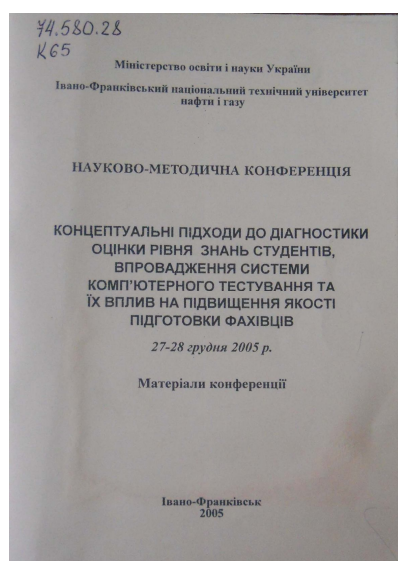 74.580.28
К65
Міністерство освіти і науки України
Івано-Франківський національний технічний університет
нафти і газу
НАУКОВО-МЕТОДИЧНА КОНФЕРЕНЦІЯ
КОНЦЕПТУАЛЬНІ ПІДХОДИ ДО ДІАГНОСТИКИ
ОЦІНКИ РІВНЯ ЗНАНЬ СТУДЕНТІВ,
ВПРОВАДЖЕННЯ СИСТЕМИ
КОМП'ЮТЕРНОГО ТЕСТУВАННЯ ТА
ЇХ ВПЛИВ НА ПІДВИЩЕННЯ ЯКОСТІ
ПІДГОТОВКИ ФАХІВЦІВ
27-28 грудня 2005 р.
Матеріали конференції
Івано-Франківськ
2005